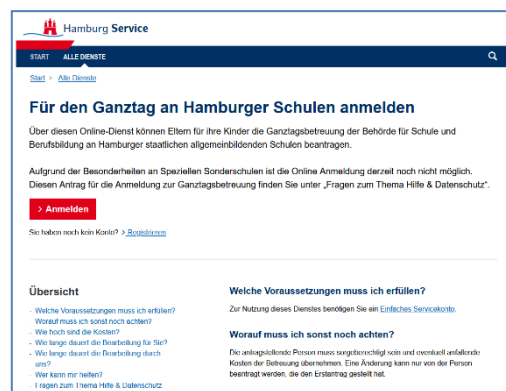 Hamburg Service
START ALLE DIENSTE
Start > Alle Dienste
Für den Ganztag an Hamburger Schulen anmelden
Über diesen Online-Dienst können Eltern für ihre Kinder die Ganztagsbetreuung der Behörde für Schule und
Berufsbildung an Hamburger staatlichen allgemeinbildenden Schulen beantragen.
Aufgrund der Besonderheiten an Speziellen Sonderschulen ist die Online Anmeldung derzeit noch nicht möglich.
Diesen Antrag für die Anmeldung zur Ganztagsbetreuung finden Sie unter „Fragen zum Thema Hilfe & Datenschutz“.
> Anmelden
Sie haben noch kein Konto? > Registrieren
Übersicht
- Welche Voraussetzungen muss ich erfüllen?
Worauf muss ich sonst noch achten?
- Wie hoch sind die Kosten?
- Wie lange dauert die Bearbeitung für Sie?
- Wie lange dauert die Bearbeitung durch
uns?
- Wer kann mir helfen?
- Fragen zum Thema Hilfe & Datenschutz
Welche Voraussetzungen muss ich erfüllen?
Zur Nutzung dieses Dienstes benötigen Sie ein Einfaches Servicekonto.
Worauf muss ich sonst noch achten?
Die antragstellende Person muss sorgeberechtigt sein und eventuell anfallende
Kosten der Betreuung übernehmen. Eine Änderung kann nur von der Person
beantragt werden, die den Erstantrag gestellt hat.